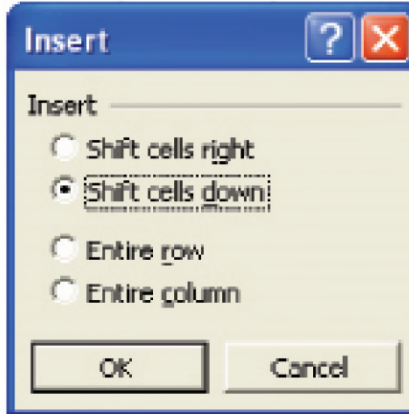 Insert
Insert
Shift cells right
Shift cells down
Entire row
Entire column
OK Cancel